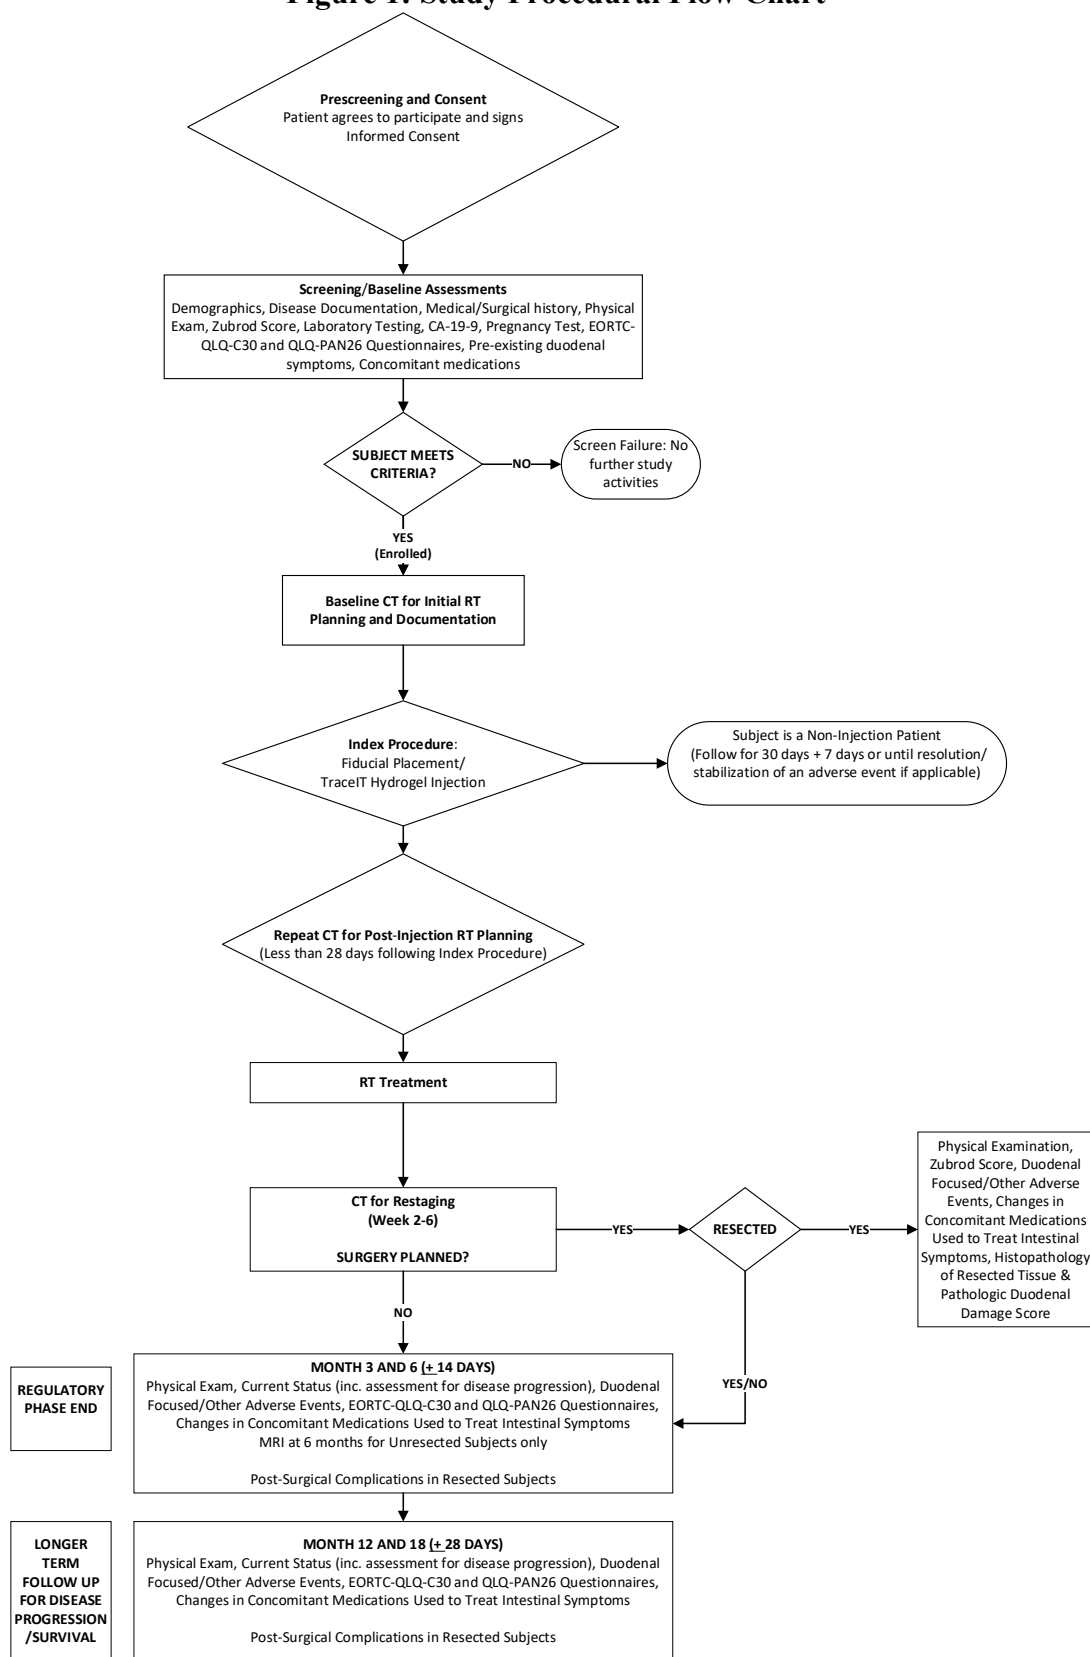 Figure 1: Study Procedural Flow Chart
Prescreening and Consent
Patient agrees to participate and signs
Informed Consent
Screening/Baseline Assessments
Demographics, Disease Documentation, Medical/Surgical history, Physical
Exam, Zubrod Score, Laboratory Testing, CA-19-9, Pregnancy Test, EORTC-
QLQ-C30 and QLQ-PAN26 Questionnaires, Pre-existing duodenal
symptoms, Concomitant medications
SUBJECT MEETS
CRITERIA?
NO
Screen Failure: No
further study
activities
YES
(Enrolled)
Baseline CT for Initial RT
Planning and Documentation
Index Procedure:
Fiducial Placement/
TraceIT Hydrogel Injection
Subject is a Non-Injection Patient
(Follow for 30 days + 7 days or until resolution/
stabilization of an adverse event if applicable)
Repeat CT for Post-Injection RT Planning
(Less than 28 days following Index Procedure)
RT Treatment
CT for Restaging
(Week 2-6)
SURGERY PLANNED?
YES
RESECTED
YES
Physical Examination,
Zubrod Score, Duodenal
Focused/Other Adverse
Events, Changes in
Concomitant Medications
Used to Treat Intestinal
Symptoms, Histopathology
of Resected Tissue &
Pathologic Duodenal
Damage Score
NO
YES/NO
REGULATORY
PHASE END
MONTH 3 AND 6 (+ 14 DAYS)
Physical Exam, Current Status (inc. assessment for disease progression), Duodenal
Focused/Other Adverse Events, EORTC-QLQ-C30 and QLQ-PAN26 Questionnaires,
Changes in Concomitant Medications Used to Treat Intestinal Symptoms
MRI at 6 months for Unresected Subjects only
Post-Surgical Complications in Resected Subjects
LONGER
TERM
FOLLOW UP
FOR DISEASE
PROGRESSION
/SURVIVAL
MONTH 12 AND 18 (+ 28 DAYS)
Physical Exam, Current Status (inc. assessment for disease progression), Duodenal
Focused/Other Adverse Events, EORTC-QLQ-C30 and QLQ-PAN26 Questionnaires,
Changes in Concomitant Medications Used to Treat Intestinal Symptoms
Post-Surgical Complications in Resected Subjects